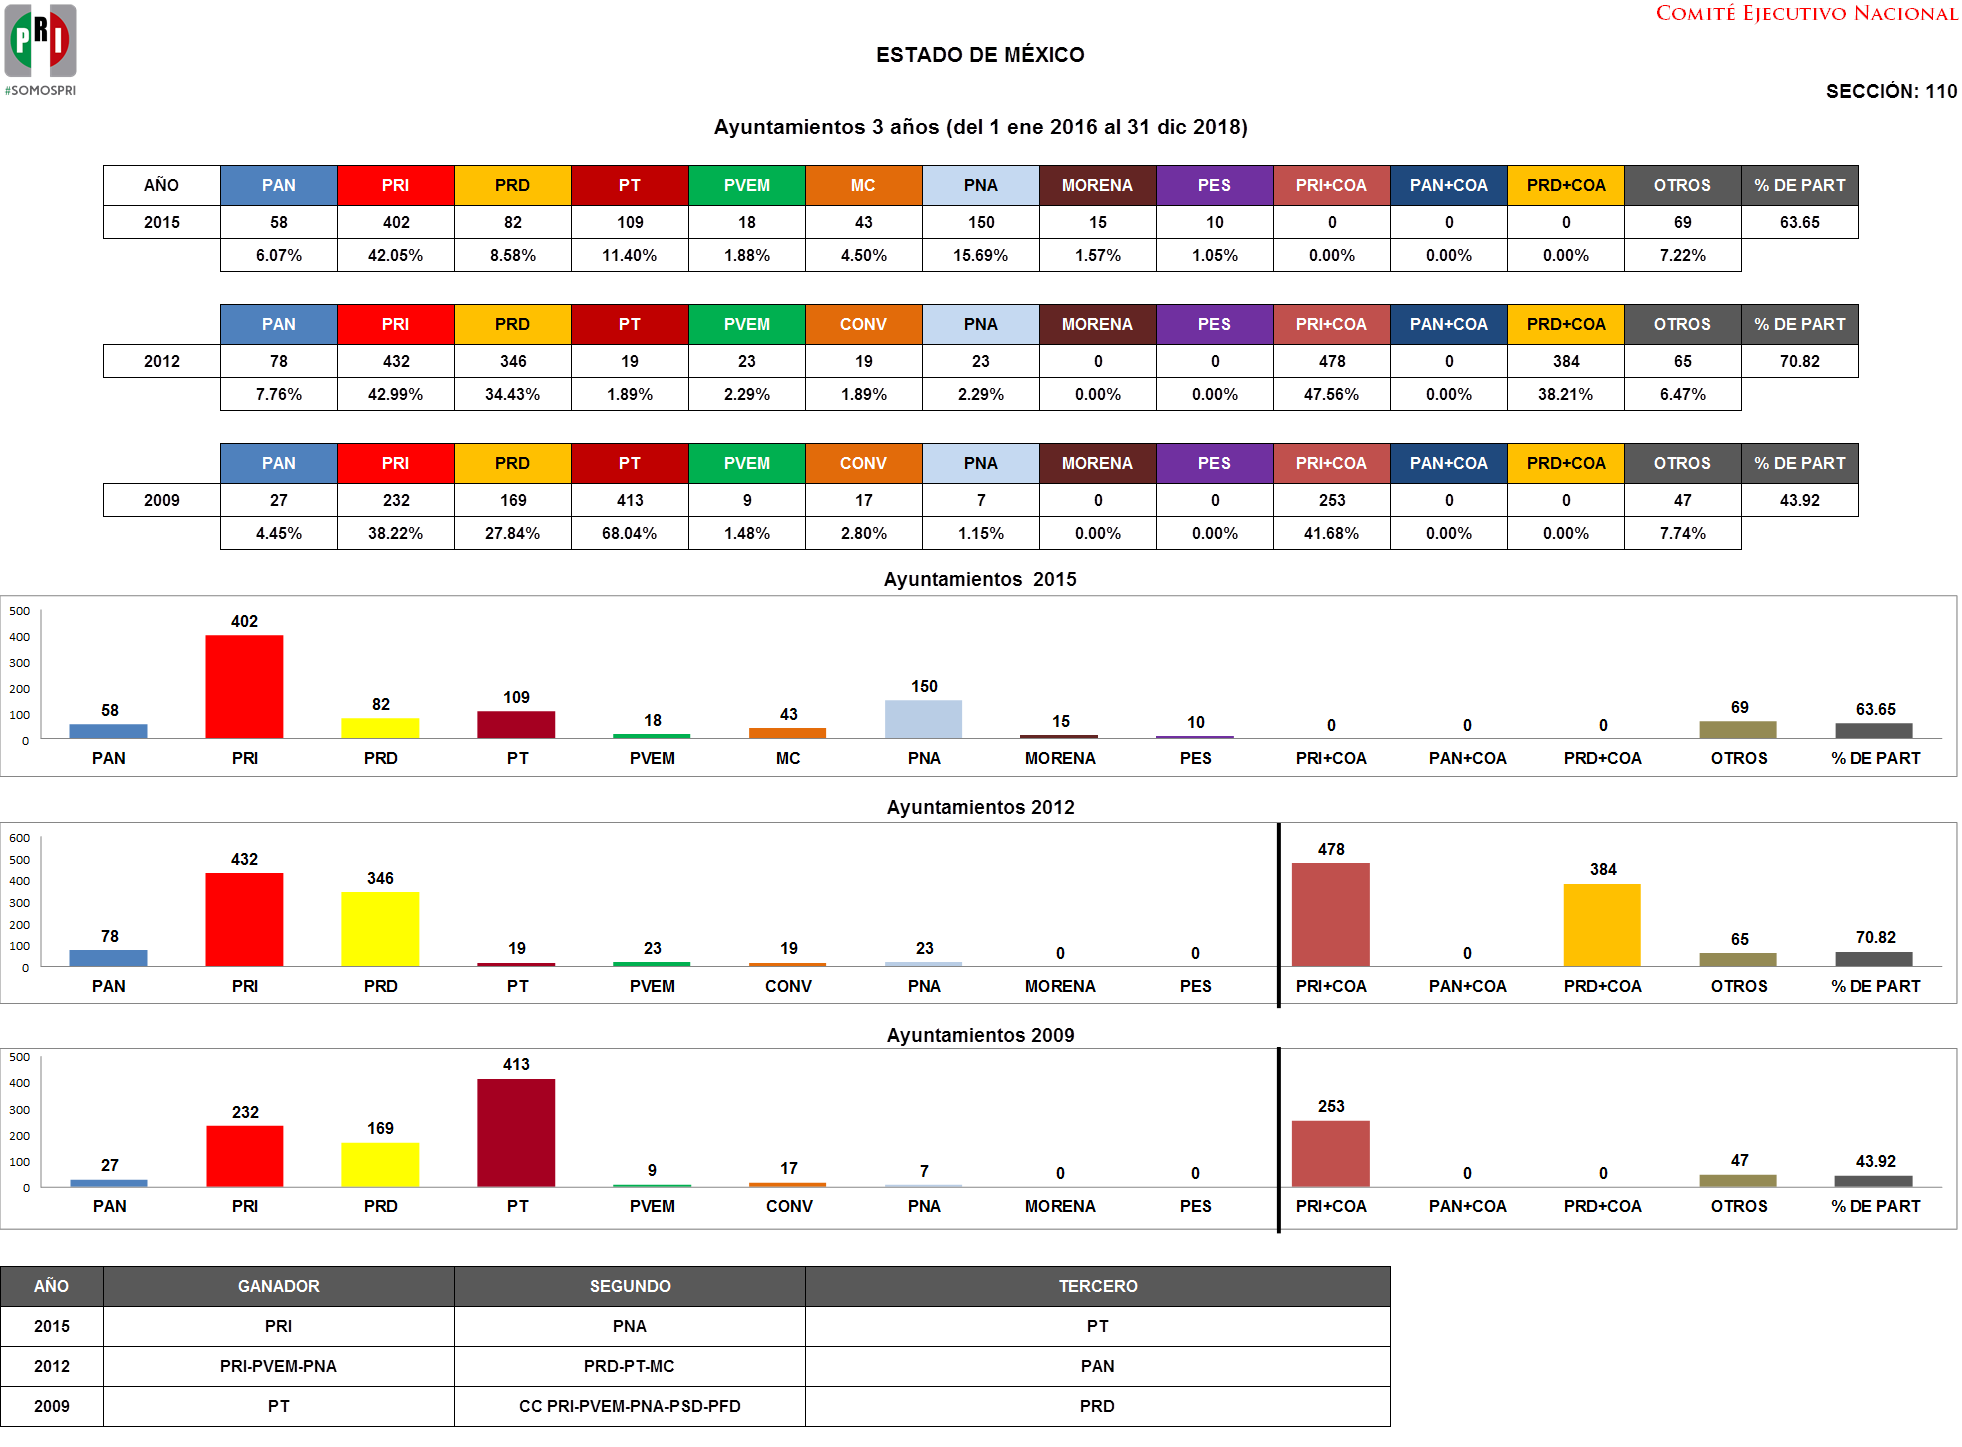 COMITÉ EJECUTIVO NACIONAL
PRI
#SOMOSPRI
ESTADO DE MÉXICO
SECCIÓN: 110
Ayuntamientos 3 años (del 1 ene 2016 al 31 dic 2018)
AÑO PAN PRI PRD PT PVEM MC PNA MORENA PES PRI+COA PAN+COA PRD+COA OTROS % DE PART
2015 58 402 82 109 18 43 150 15 10 0 0 0 69 63.65
6.07% 42.05% 8.58% 11.40% 1.88% 4.50% 15.69% 1.57% 1.05% 0.00% 0.00% 0.00% 7.22%
PAN PRI PRD PT PVEM CONV PNA MORENA PES PRI+COA PAN+COA PRD+COA OTROS % DE PART
2012 78 432 346 19 23 19 23 0 0 478 0 384 65 70.82
7.76% 42.99% 34.43% 1.89% 2.29% 1.89% 2.29% 0.00% 0.00% 47.56% 0.00% 38.21% 6.47%
PAN PRI PRD PT PVEM CONV PNA MORENA PES PRI+COA PAN+COA PRD+COA OTROS % DE PART
2009 27 232 169 413 9 17 7 0 0 253 0 0 47 43.92
4.45% 38.22% 27.84% 68.04% 1.48% 2.80% 1.15% 0.00% 0.00% 41.68% 0.00% 0.00% 7.74%
Ayuntamientos 2015
500
400
300
200
100
0
58 402 82 109 18 43 150 15 10 0 0 0 69 63.65
PAN PRI PRD PT PVEM MC PNA MORENA PES PRI+COA PAN+COA PRD+COA OTROS % DE PART
Ayuntamientos 2012
600
500
400
300
200
100
0
78 432 346 19 23 19 23 0 0 478 0 384 65 70.82
PAN PRI PRD PT PVEM CONV PNA MORENA PES PRI+COA PAN+COA PRD+COA OTROS % DE PART
Ayuntamientos 2009
500
400
300
200
100
0
27 232 169 413 9 17 7 0 0 253 0 0 47 43.92
PAN PRI PRD PT PVEM CONV PNA MORENA PES PRI+COA PAN+COA PRD+COA OTROS % DE PART
AÑO GANADOR SEGUNDO TERCERO
2015 PRI PNA PT
2012 PRI-PVEM-PNA PRD-PT-MC PAN
2009 PT CC PRI-PVEM-PNA-PSD-PFD PRD